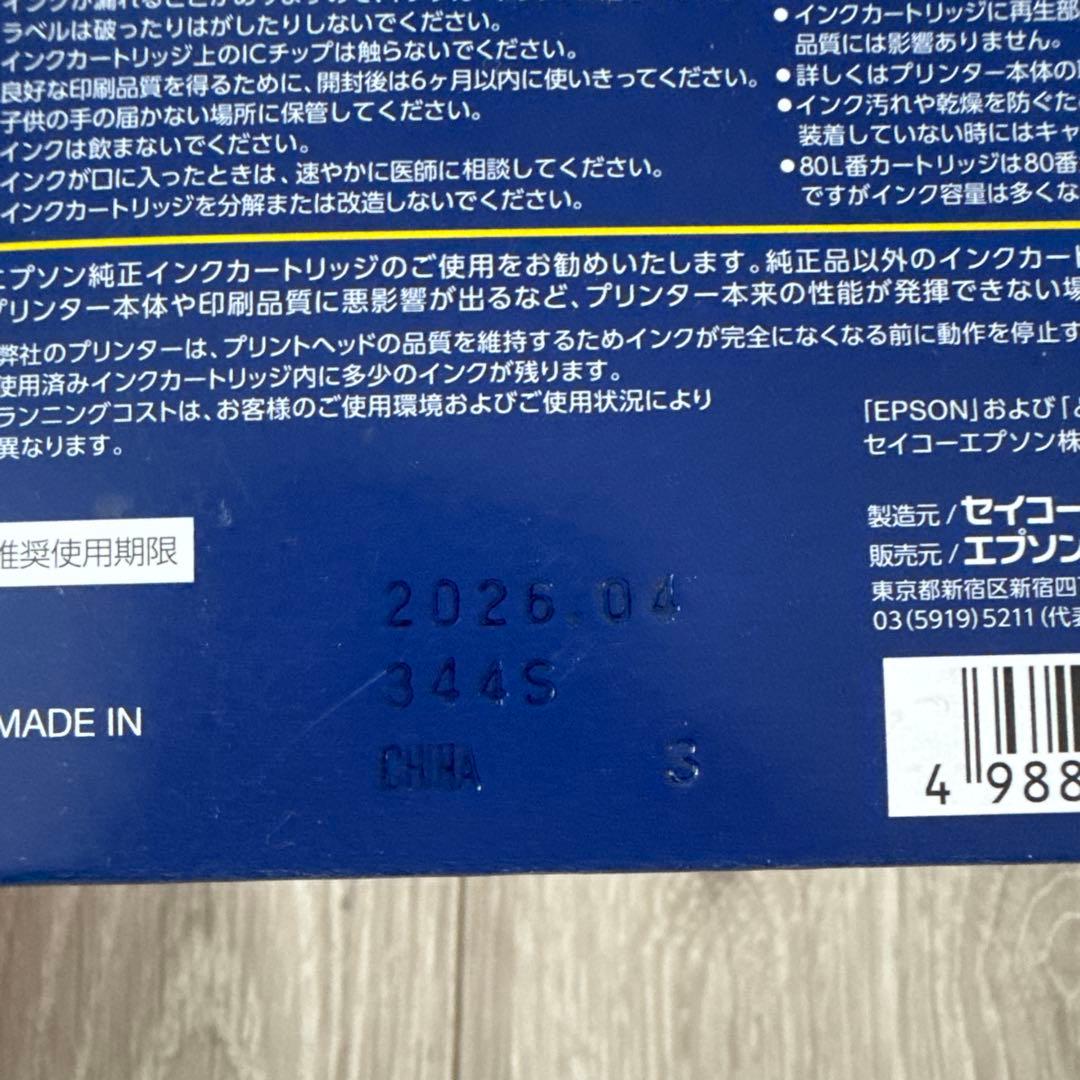 ラベルは破ったりはがしたりしないでください。
インクカートリッジ上のICチップは触らないでください。
良好な印刷品質を得るために、開封後は6ヶ月以内に使いきってください。
子供の手の届かない場所に保管してください。
インクは飲まないでください。
インクが口に入ったときは、速やかに医師に相談してください。
インクカートリッジを分解または改造しないでください。
●インクカートリッジに再生部
品質には影響ありません。
●詳しくはプリンター本体の
●インク汚れや乾燥を防ぐた
装着していない時にはキャ
●80L番カートリッジは80番
ですがインク容量は多くな
エプソン純正インクカートリッジのご使用をお勧めいたします。純正品以外のインクカー
プリンター本体や印刷品質に悪影響が出るなど、プリンター本来の性能が発揮できない場
弊社のプリンターは、プリントヘッドの品質を維持するためインクが完全になくなる前に動作を停止す
使用済みインクカートリッジ内に多少のインクが残ります。
ランニングコストは、お客様のご使用環境およびご使用状況により
異なります。
「EPSON」および「
セイコーエプソン株
製造元/セイコー
販売元/エプソン
東京都新宿区新宿四
03(5919)5211(代
推奨使用期限
2026.04
344S
MADE IN
CHINA 3
4 988